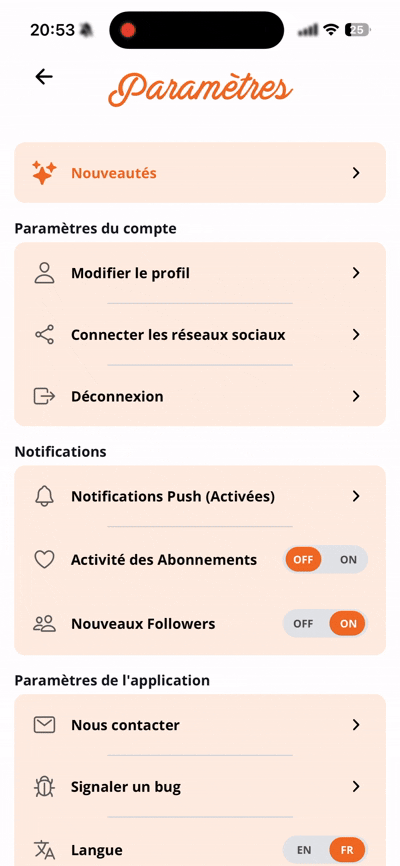 20:53
25
Paramètres
Nouveautés
Paramètres du compte
Modifier le profil
Connecter les réseaux sociaux
Déconnexion
Notifications
Notifications Push (Activées)
Activité des Abonnements OFF ON
Nouveaux Followers OFF ON
Paramètres de l'application
Nous contacter
Signaler un bug
Langue EN FR